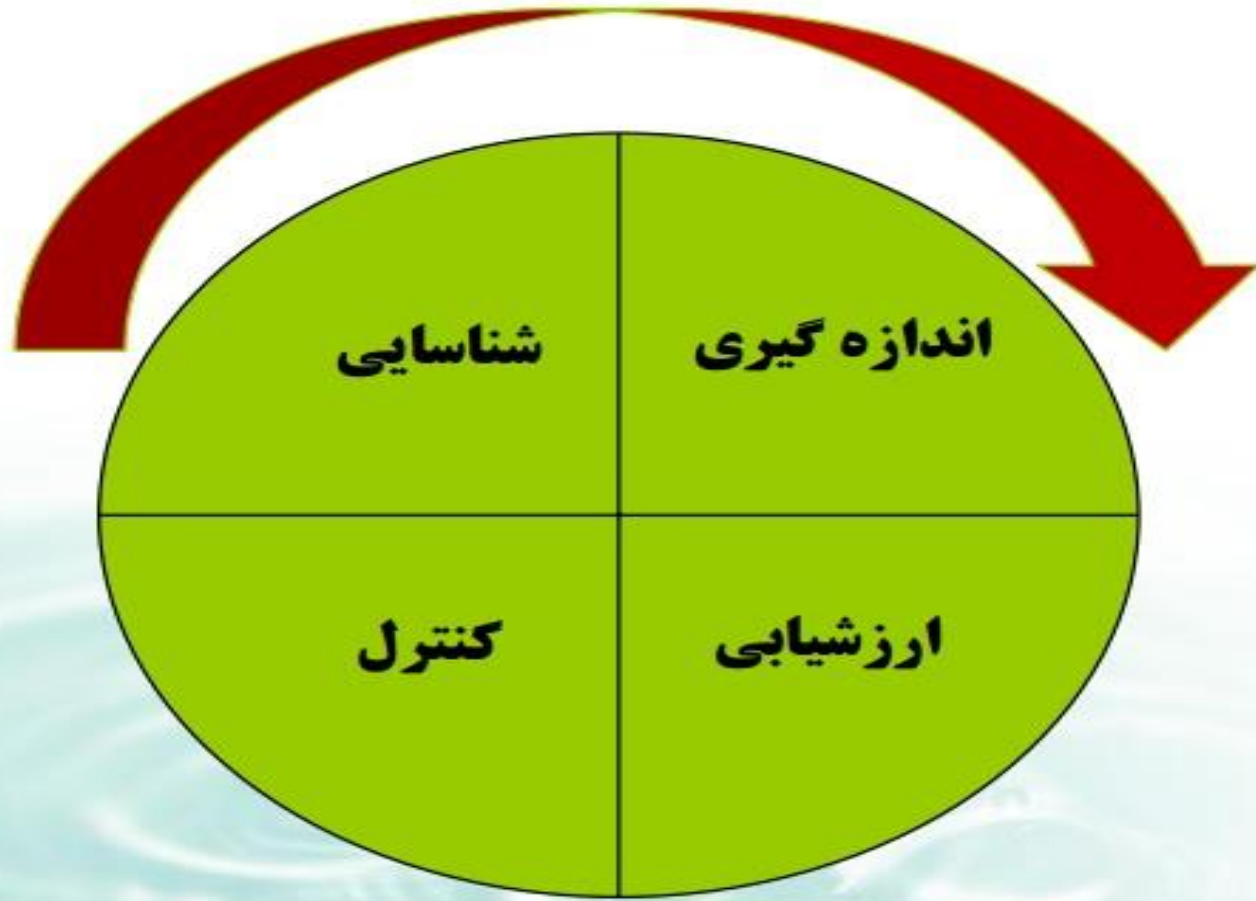 شناسایی
اندازه گیری
ارزشیابی
کنترل